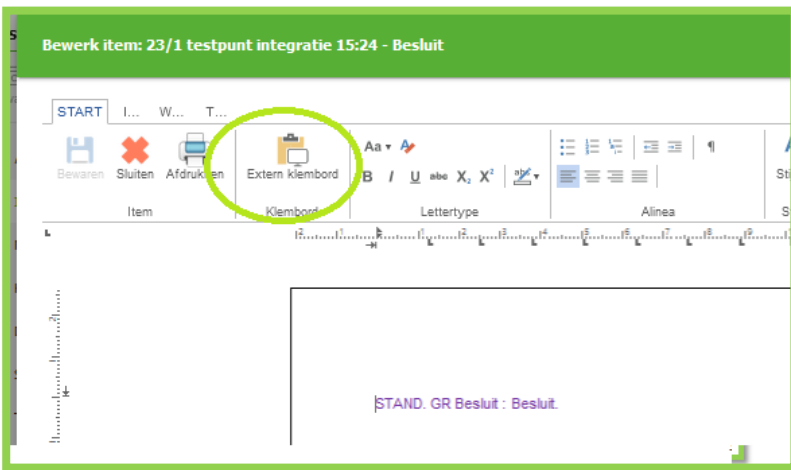 Bewerk item: 23/1 testpunt integratie 15:24 - Besluit
START I... W... T...
Bewaren Sluiten Afdrukken Extern klembord
Aa
B I U abc X₂ X² aby
Item Klembord Lettertype Alinea
STAND. GR Besluit : Besluit.